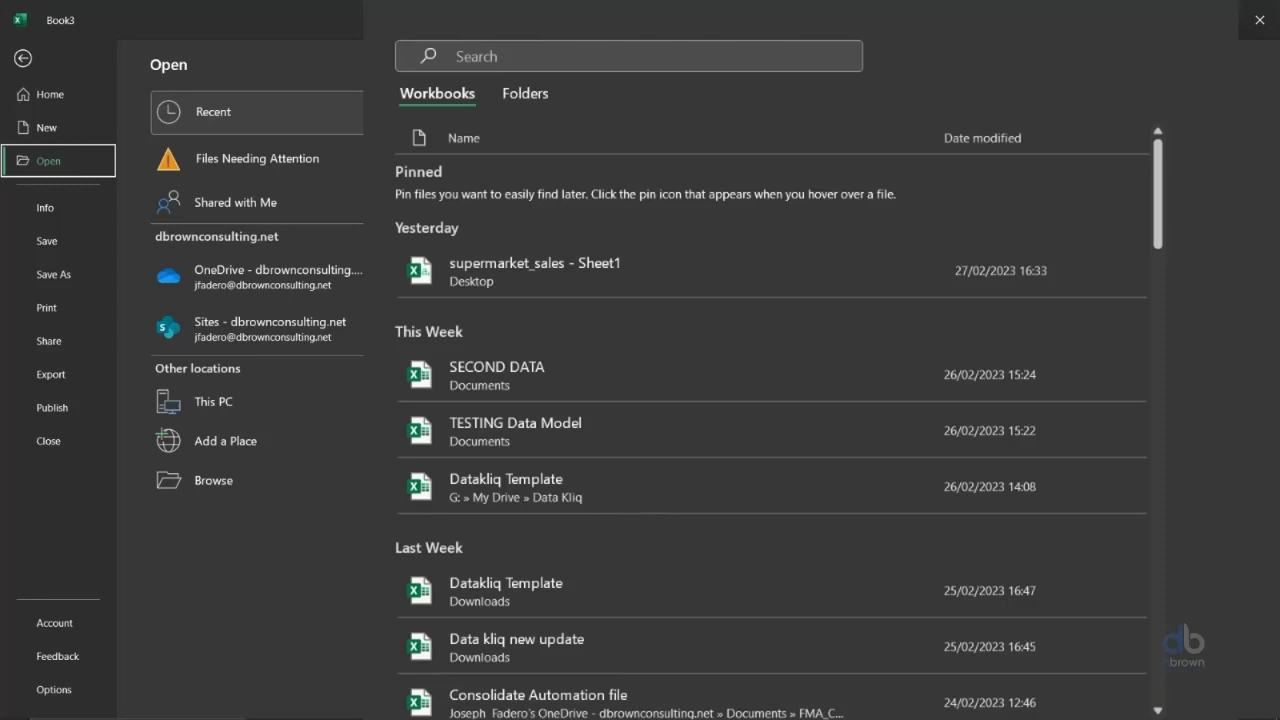 Book3
Home
New
Open
Info
Save
Save As
Print
Share
Export
Publish
Close
Account
Feedback
Options
Open
Recent
Files Needing Attention
Shared with Me
dbrownconsulting.net
OneDrive - dbrownconsulting....
jfadero@dbrownconsulting.net
Sites - dbrownconsulting.net
jfadero@dbrownconsulting.net
Other locations
This PC
Add a Place
Browse
Search
Workbooks Folders
Name Date modified
Pinned
Pin files you want to easily find later. Click the pin icon that appears when you hover over a file.
Yesterday
supermarket_sales - Sheet1 27/02/2023 16:33
Desktop
This Week
SECOND DATA 26/02/2023 15:24
Documents
TESTING Data Model 26/02/2023 15:22
Documents
Datakliq Template 26/02/2023 14:08
G: » My Drive » Data Kliq
Last Week
Datakliq Template 25/02/2023 16:47
Downloads
Data kliq new update 25/02/2023 16:45
Downloads
Consolidate Automation file 24/02/2023 12:46
Joseph Fadero's OneDrive - dbrownconsulting.net » Documents » FMA_C...
db
brown